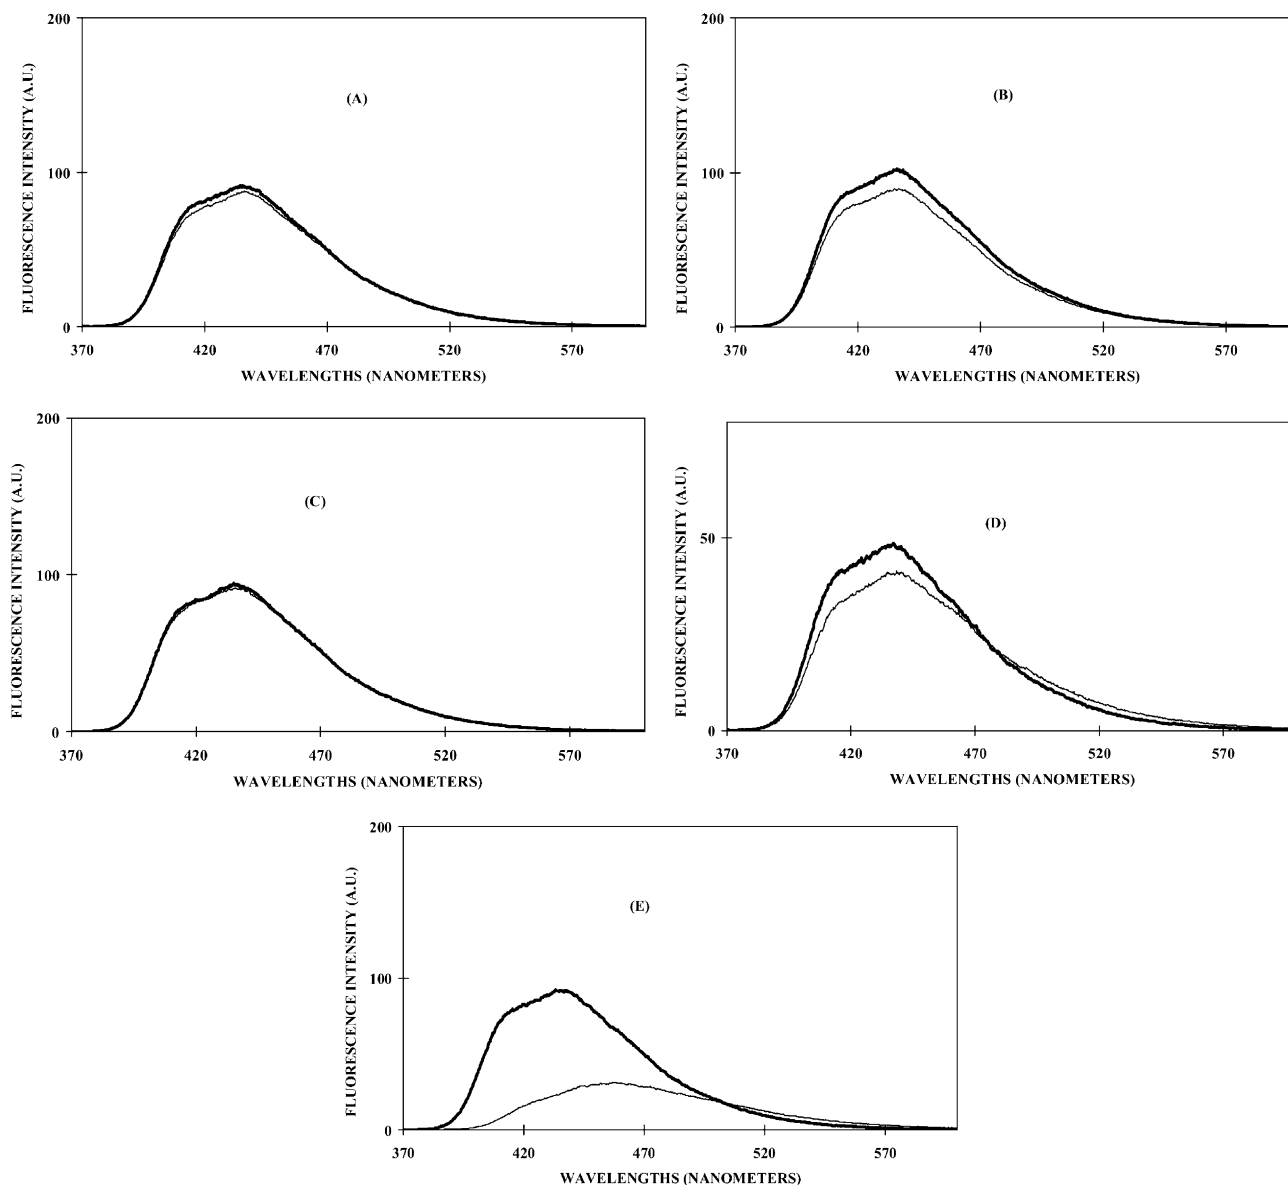 200
100
0
370 420 470 520 570
FLUORESCENCE INTENSITY (A.U.)
(A)
WAVELENGTHS (NANOMETERS)
200
100
0
370 420 470 520 570
FLUORESCENCE INTENSITY (A.U.)
(B)
WAVELENGTHS (NANOMETERS)
200
100
0
370 420 470 520 570
FLUORESCENCE INTENSITY (A.U.)
(C)
WAVELENGTHS (NANOMETERS)
50
0
370 420 470 520 570
FLUORESCENCE INTENSITY (A.U.)
(D)
WAVELENGTHS (NANOMETERS)
200
100
0
370 420 470 520 570
FLUORESCENCE INTENSITY (A.U.)
(E)
WAVELENGTHS (NANOMETERS)